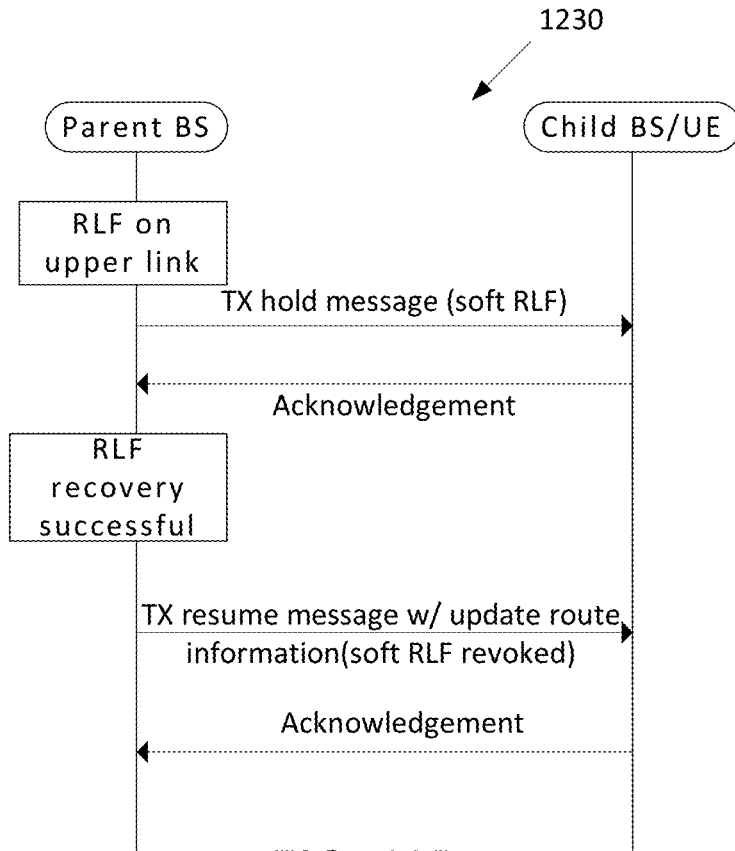 1230
Parent BS
Child BS/UE
RLF on
upper link
TX hold message (soft RLF)
Acknowledgement
RLF
recovery
successful
TX resume message w/ update route
information(soft RLF revoked)
Acknowledgement